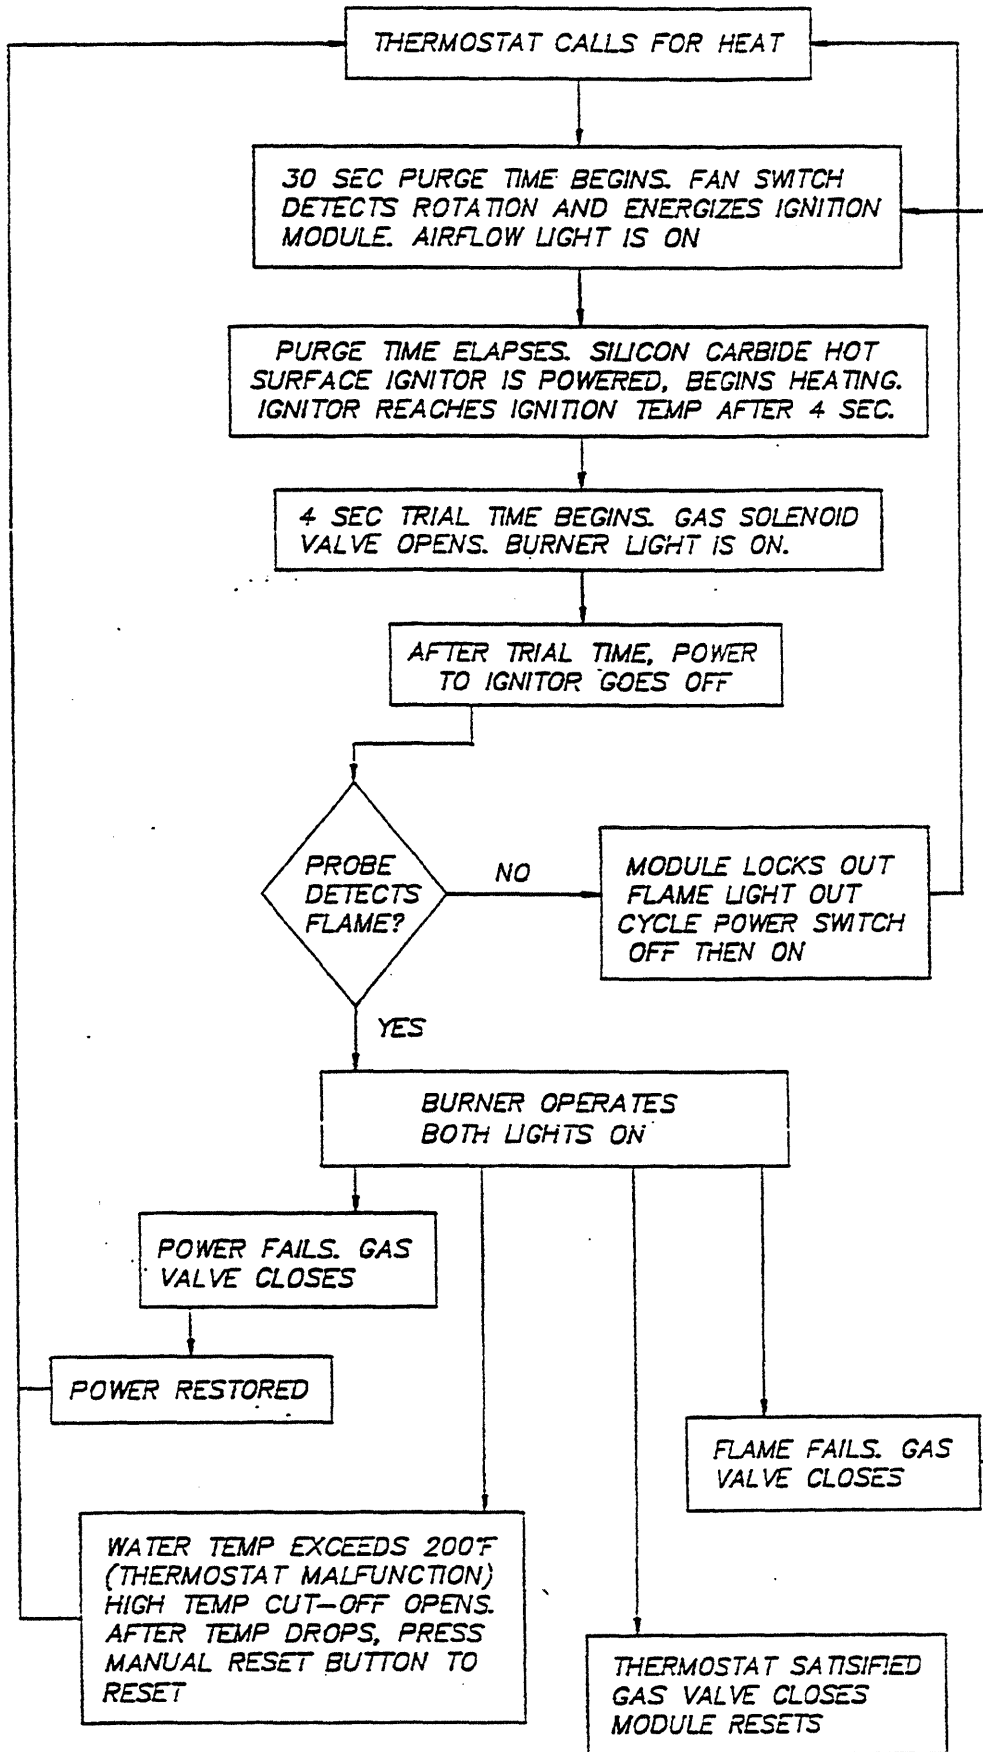 THERMOSTAT CALLS FOR HEAT
30 SEC PURGE TIME BEGINS. FAN SWITCH
DETECTS ROTATION AND ENERGIZES IGNITION
MODULE. AIRFLOW LIGHT IS ON
PURGE TIME ELAPSES. SILICON CARBIDE HOT
SURFACE IGNITOR IS POWERED, BEGINS HEATING.
IGNITOR REACHES IGNITION TEMP AFTER 4 SEC.
4 SEC TRIAL TIME BEGINS. GAS SOLENOID
VALVE OPENS. BURNER LIGHT IS ON.
AFTER TRIAL TIME, POWER
TO IGNITOR GOES OFF
PROBE
DETECTS
FLAME?
NO
MODULE LOCKS OUT
FLAME LIGHT OUT
CYCLE POWER SWITCH
OFF THEN ON
YES
BURNER OPERATES
BOTH LIGHTS ON
POWER FAILS. GAS
VALVE CLOSES
POWER RESTORED
FLAME FAILS. GAS
VALVE CLOSES
WATER TEMP EXCEEDS 200°F
(THERMOSTAT MALFUNCTION)
HIGH TEMP CUT-OFF OPENS.
AFTER TEMP DROPS, PRESS
MANUAL RESET BUTTON TO
RESET
THERMOSTAT SATISIFIED
GAS VALVE CLOSES
MODULE RESETS